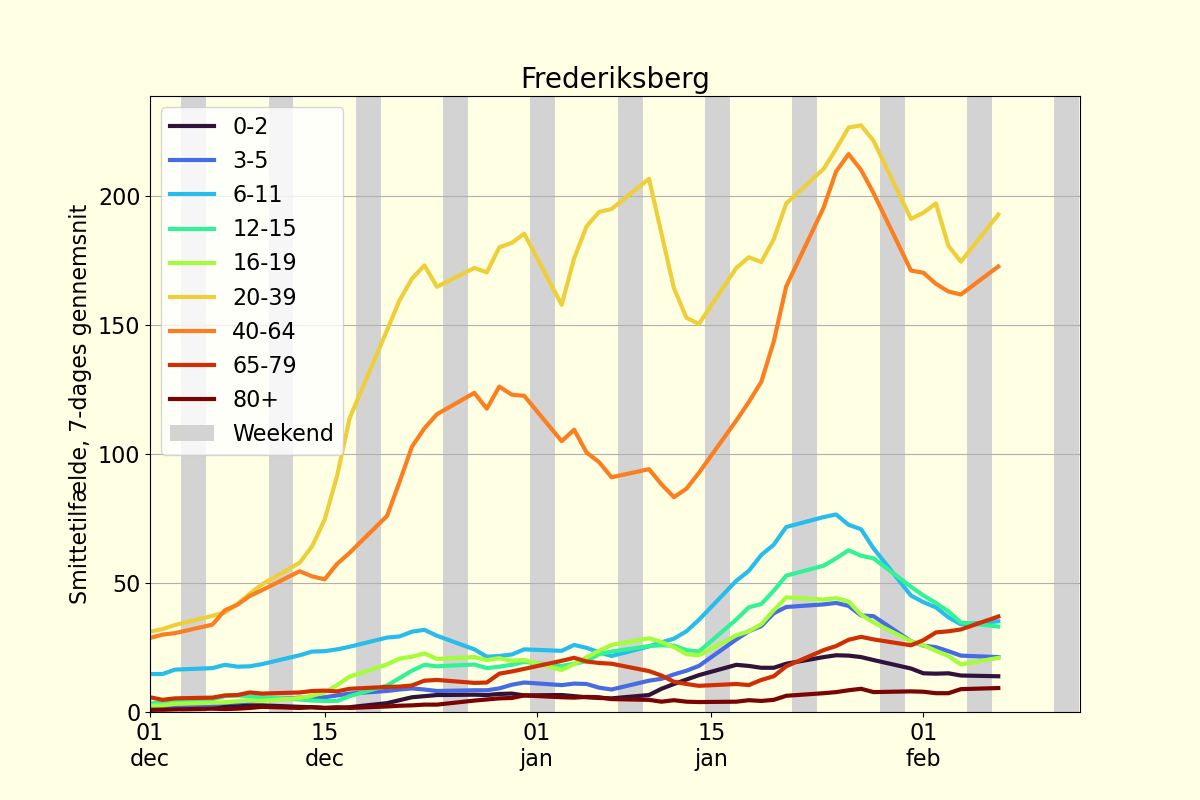 Frederiksberg
Smittetilfælde, 7-dages gennemsnit
200
150
100
50
0
0-2
3-5
6-11
12-15
16-19
20-39
40-64
65-79
80+
Weekend
01
dec
15
dec
01
jan
15
jan
01
feb